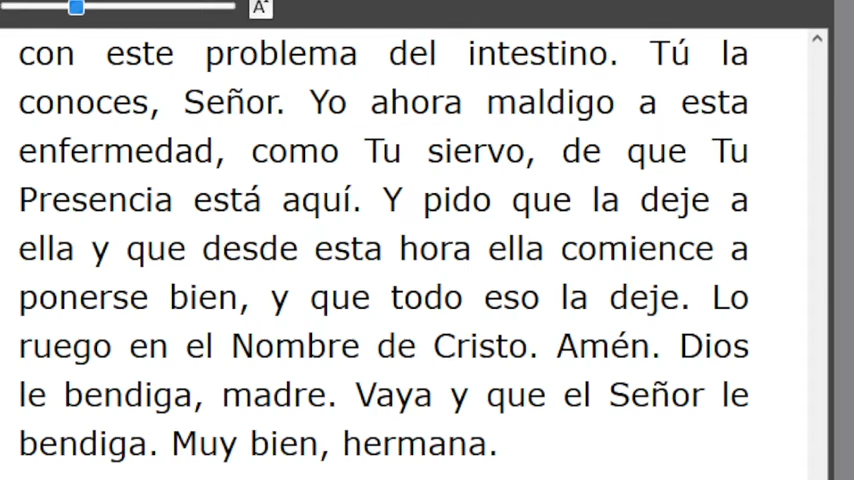 A
con este problema del intestino. Tú la
conoces, Señor. Yo ahora maldigo a esta
enfermedad, como Tu siervo, de que Tu
Presencia está aquí. Y pido que la deje a
ella y que desde esta hora ella comience a
ponerse bien, y que todo eso la deje. Lo
ruego en el Nombre de Cristo. Amén. Dios
le bendiga, madre. Vaya y que el Señor le
bendiga. Muy bien, hermana.